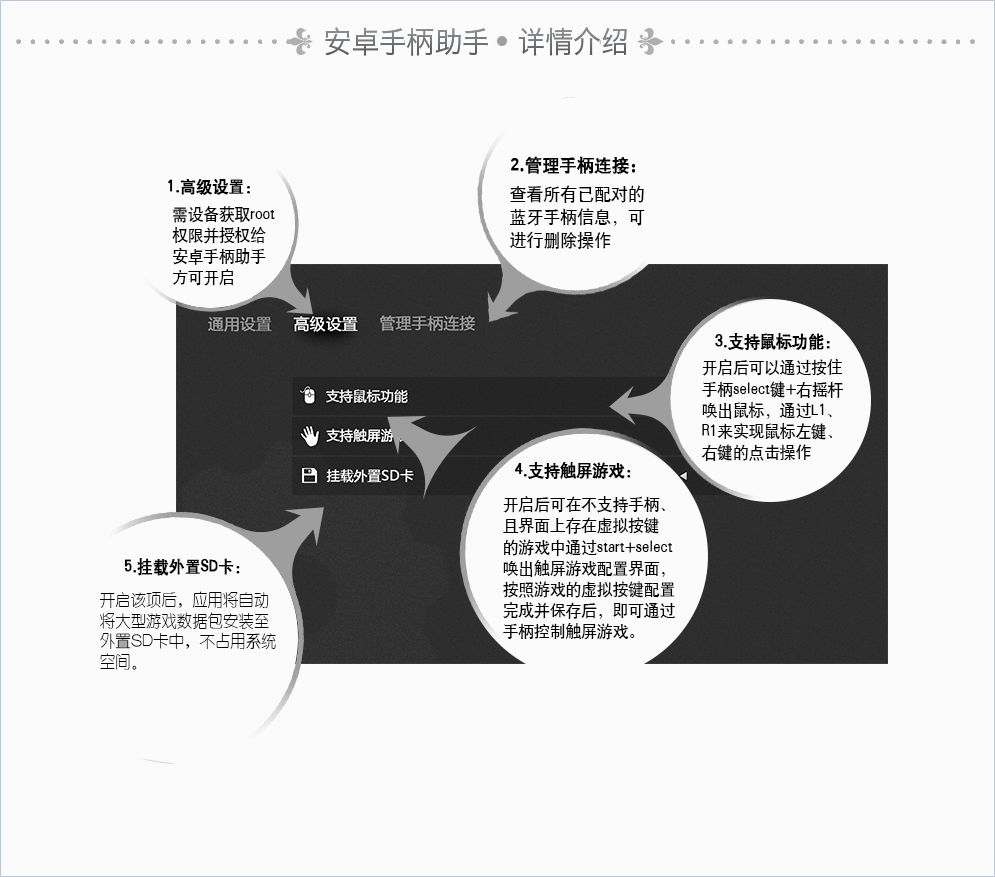 安卓手柄助手•详情介绍
1.高级设置：
需设备获取root
权限并授权给
安卓手柄助手
方可开启
2.管理手柄连接：
查看所有已配对的
蓝牙手柄信息，可
进行删除操作
通用设置 高级设置 管理手柄连接
支持鼠标功能
支持触屏游
挂载外置SD卡
3.支持鼠标功能：
开启后可以通过按住
手柄select键+右摇杆
唤出鼠标，通过L1、
R1来实现鼠标左键、
右键的点击操作
4.支持触屏游戏：
开启后可在不支持手柄、
且界面上存在虚拟按键
的游戏中通过start+select
唤出触屏游戏配置界面，
按照游戏的虚拟按键配置
完成并保存后，即可通过
手柄控制触屏游戏。
5.挂载外置SD卡：
开启该项后，应用将自动
将大型游戏数据包安装至
外置SD卡中，不占用系统
空间。